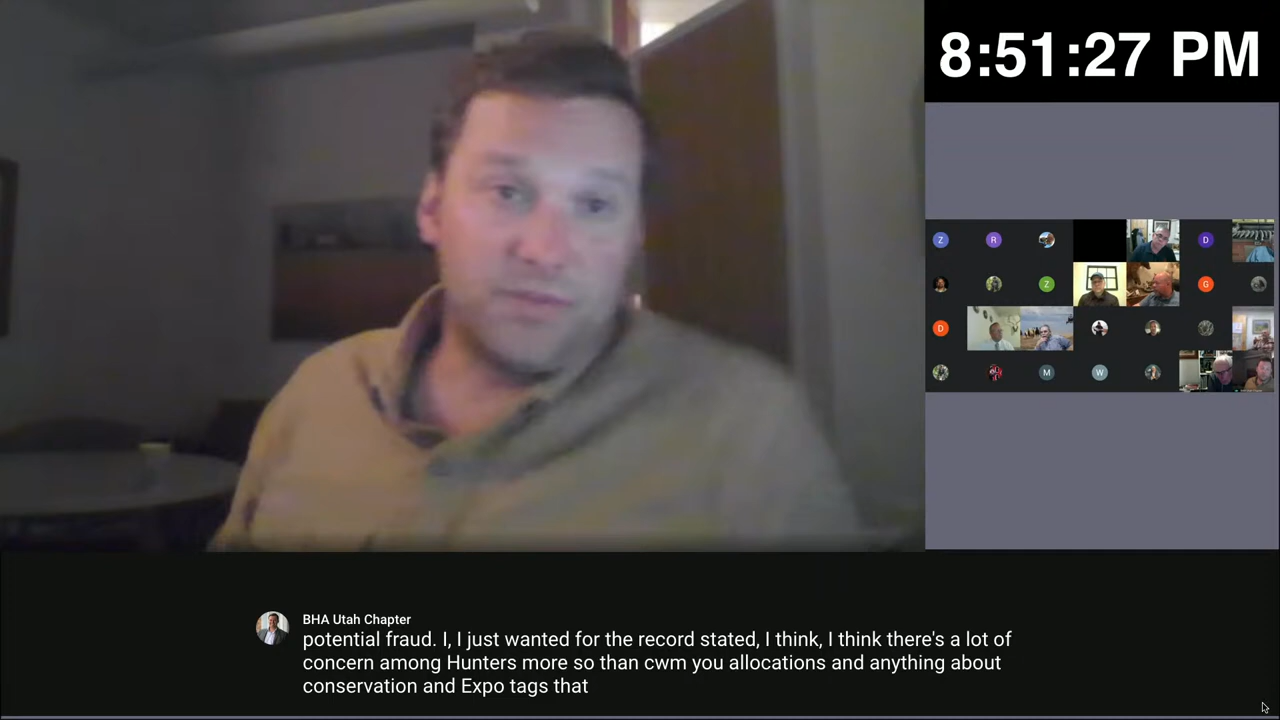 8:51:27 PM
Z
R
D
Z
G
D
M
W
BHA Utah Chapter
potential fraud. I, I just wanted for the record stated, I think, I think there's a lot of
concern among Hunters more so than cwm you allocations and anything about
conservation and Expo tags that